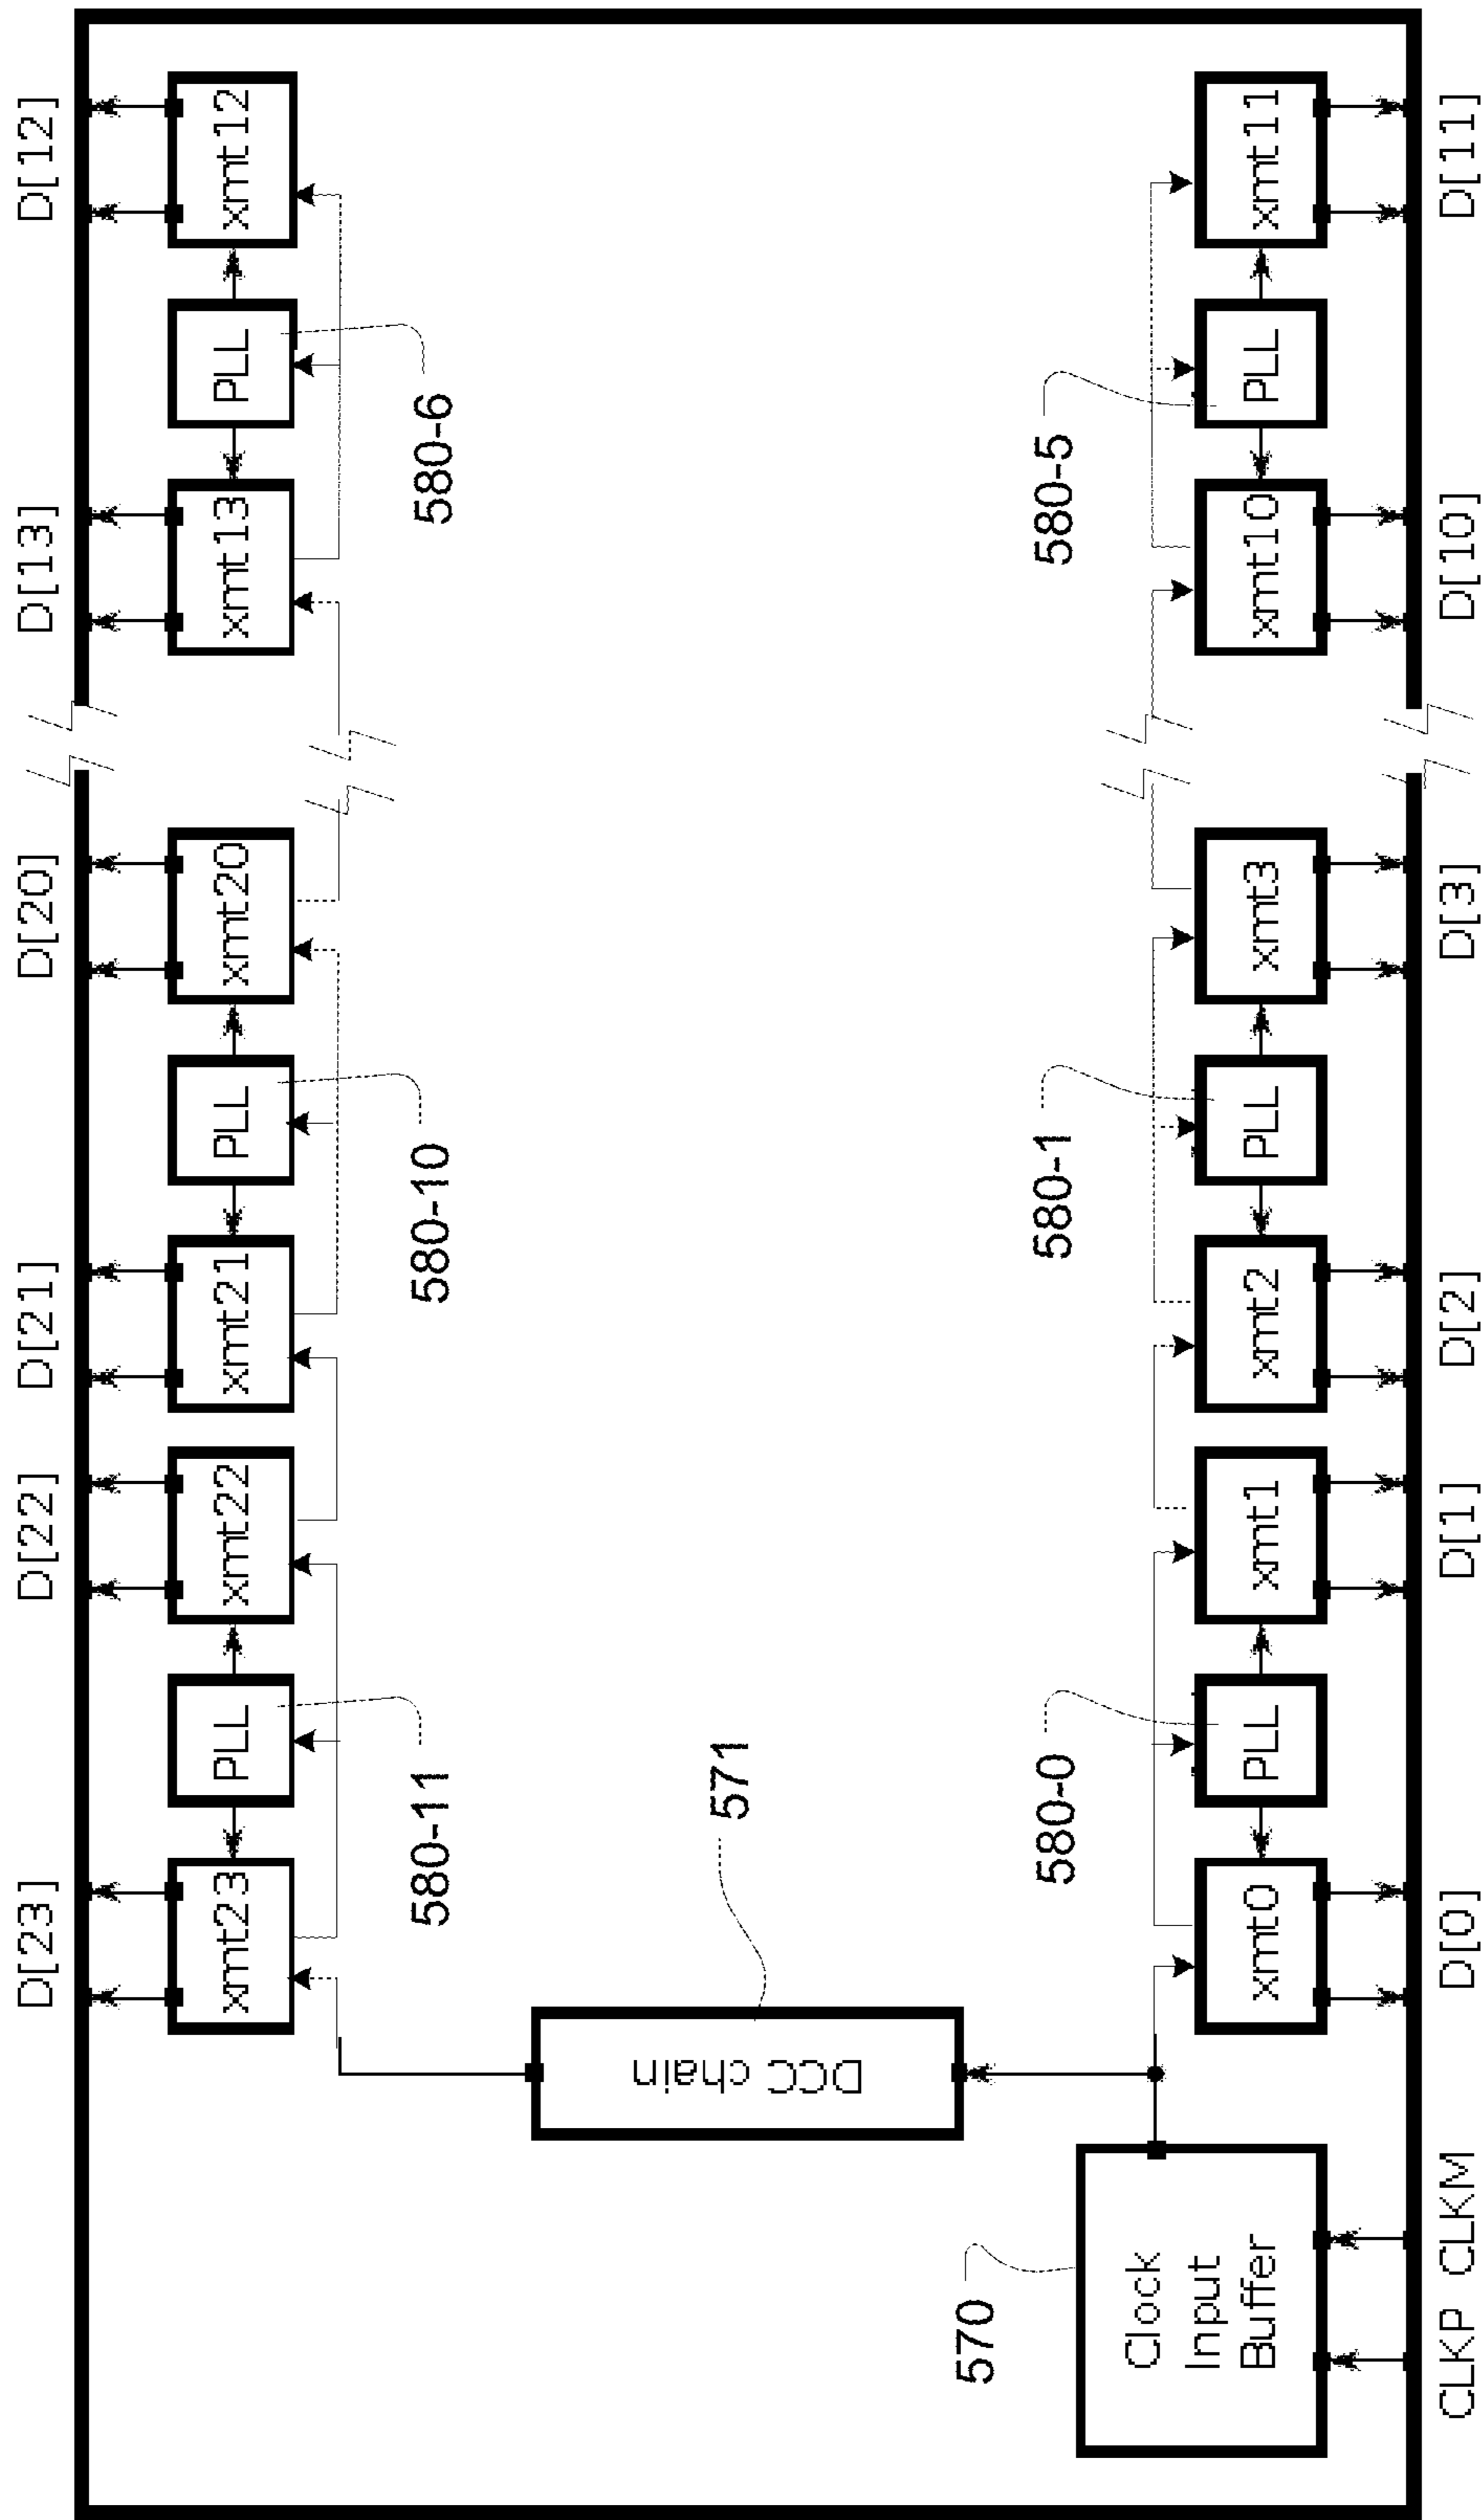 D[23] D[22] D[21] D[20] D[13] D[12]
xmt23 PLL xmt22 xmt21 PLL xmt20 xmt13 PLL xmt12
580-11 580-10 580-6
DCC chain
571
570
580-0 580-1 580-5
Clock
Input
Buffer
xmt0 PLL xmt1 xmt2 PLL xmt3 xmt10 PLL xmt11
CLKP CLKM D[0] D[1] D[2] D[3] D[10] D[11]